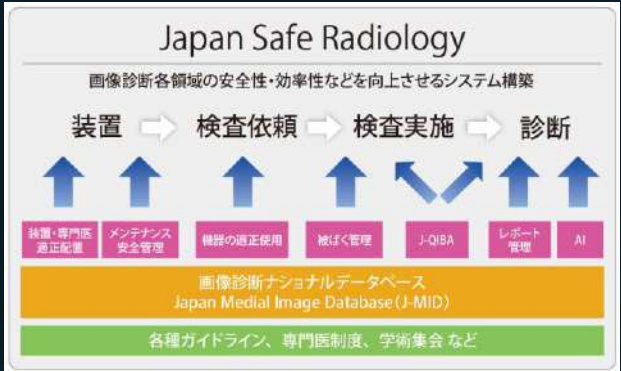 Japan Safe Radiology
画像診断各領域の安全性・効率性などを向上させるシステム構築
装置 検査依頼 検査実施 診断
装置・専門医
適正配置
メンテナンス
安全管理
機器の適正使用
被ばく管理
J-QIBA
レポート
管理
AI
画像診断ナショナルデータベース
Japan Medial Image Database(J-MID)
各種ガイドライン、専門医制度、学術集会 など